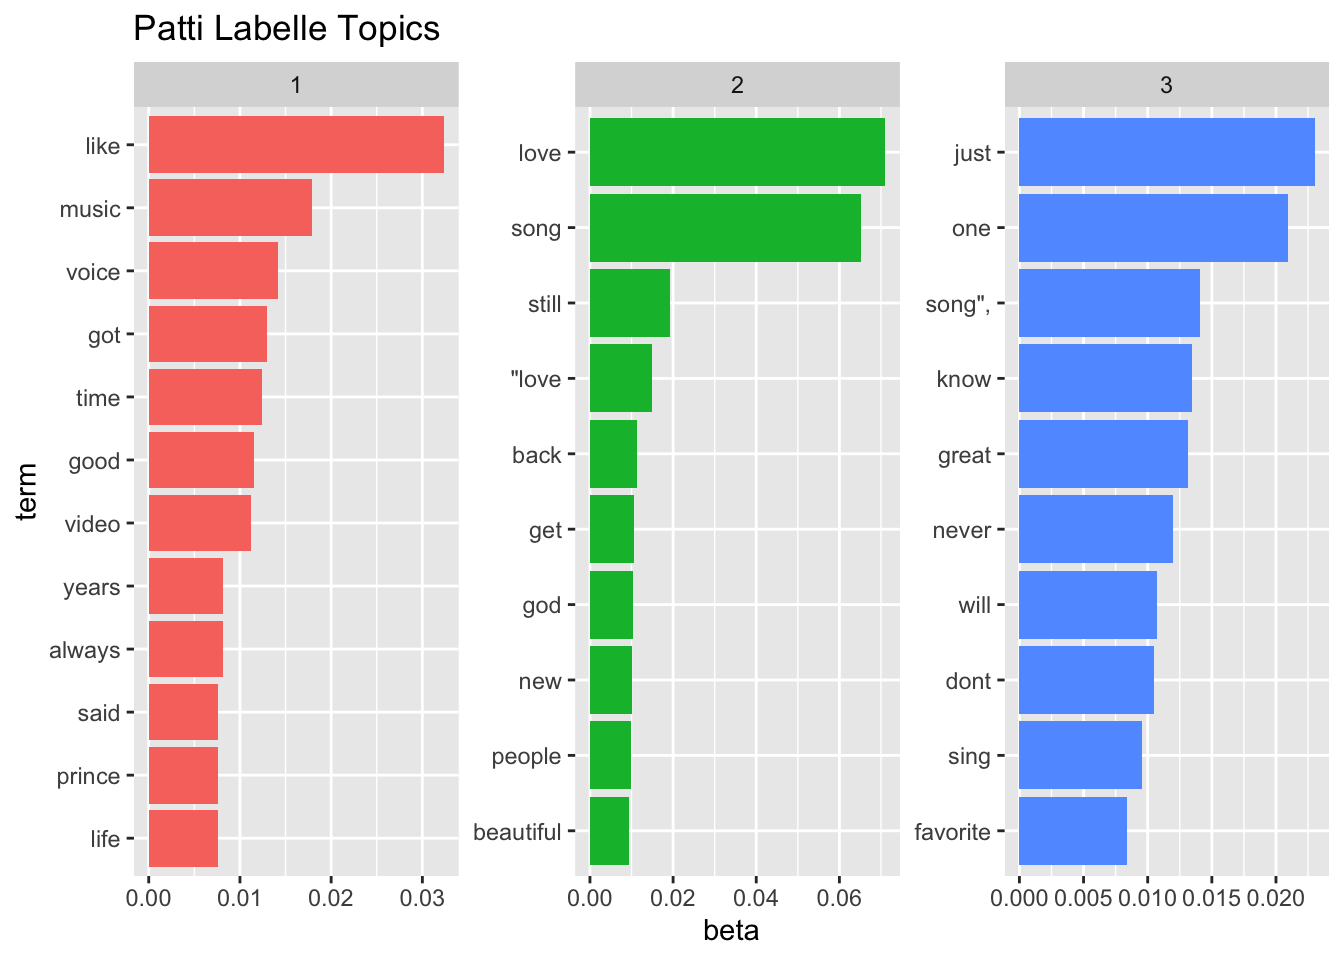 Patti Labelle Topics
1
2
3
term
like
music
voice
got
time
good
video
years
always
said
prince
life
0.00 0.01 0.02 0.03
love
song
still
"love
back
get
god
new
people
beautiful
0.00 0.02 0.04 0.06
just
one
song",
know
great
never
will
dont
sing
favorite
0.000 0.005 0.010 0.015 0.020
beta